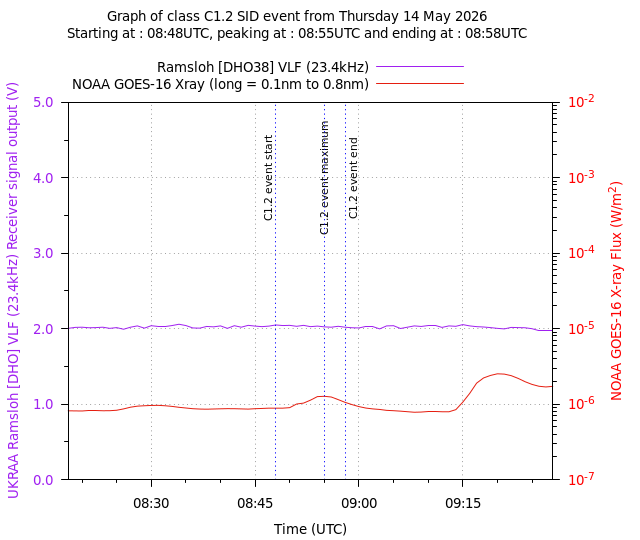 Graph of class C1.2 SID event from Thursday 14 May 2026
Starting at : 08:48UTC, peaking at : 08:55UTC and ending at : 08:58UTC
Ramsloh [DHO38] VLF (23.4kHz)
NOAA GOES-16 Xray (long = 0.1nm to 0.8nm)
UKRAA Ramsloh [DHO] VLF (23.4kHz) Receiver signal output (V)
5.0
4.0
3.0
2.0
1.0
0.0
C1.2 event start
C1.2 event maximum
C1.2 event end
10-2
10-3
10-4
10-5
10-6
10-7
NOAA GOES-16 X-ray Flux (W/m2)
08:30
08:45
09:00
09:15
Time (UTC)